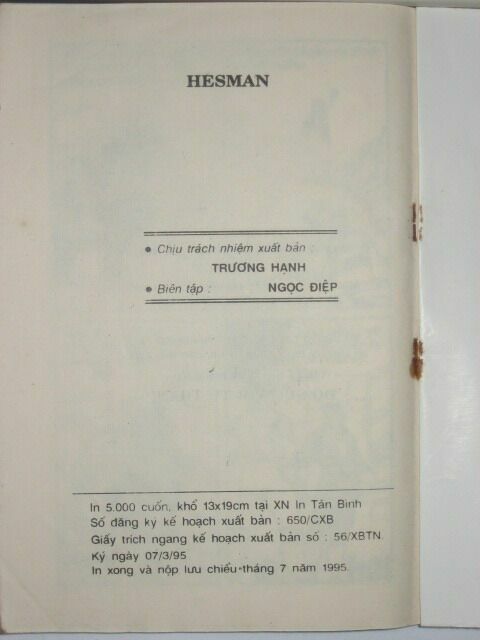 HESMAN
● Chịu trách nhiệm xuất bản :
TRƯƠNG HẠNH
● Biên tập : NGỌC ĐIỆP
In 5.000 cuốn, khổ 13x19cm tại XN In Tân Bình
Số đăng ký kế hoạch xuất bản : 650/CXB
Giấy trích ngang kế hoạch xuất bản số : 56/XBTN.
Ký ngày 07/3/95
In xong và nộp lưu chiểu tháng 7 năm 1995.